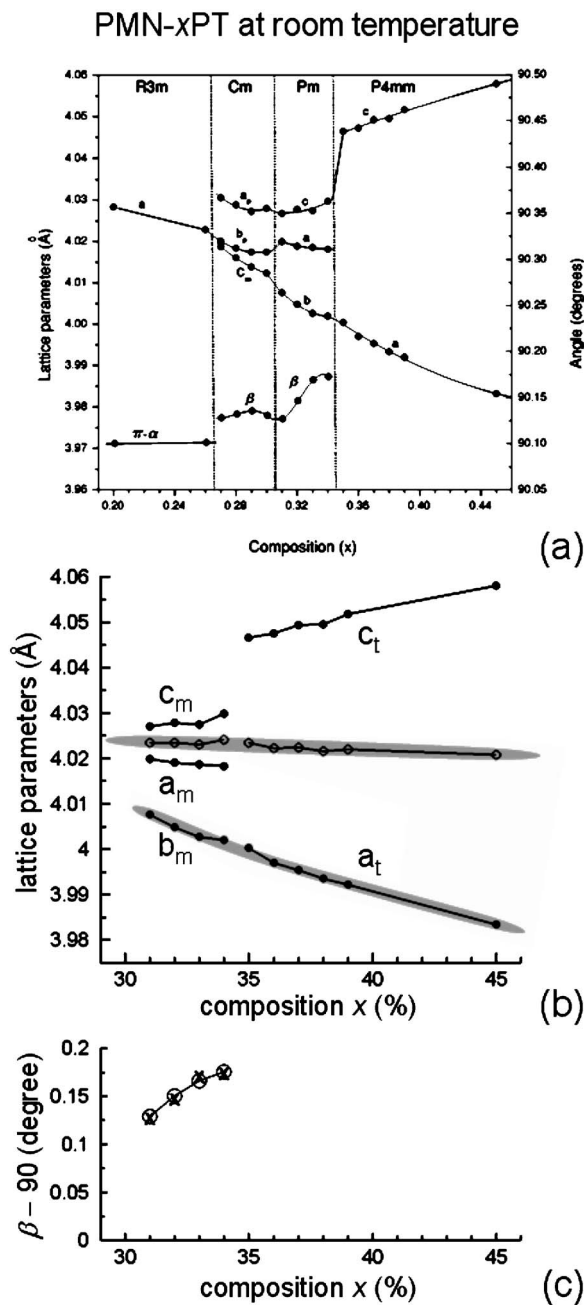 PMN-xPT at room temperature
R3m Cm Pm P4mm
Lattice parameters (Å)
4.06
4.05
4.04
4.03
4.02
4.01
4.00
3.99
3.98
3.97
3.96
a
a
b
c
c
a
b
a
c
β
β
π-α
90.50
90.45
90.40
90.35
90.30
90.25
90.20
90.15
90.10
90.05
Angle (degrees)
0.20 0.24 0.28 0.32 0.36 0.40 0.44
Composition (x)
(a)
lattice parameters (Å)
4.06
4.05
4.04
4.03
4.02
4.01
4
3.99
3.98
cₜ
cₘ
aₘ
bₘ
aₜ
30 35 40 45
composition x (%)
(b)
β – 90 (degree)
0.2
0.15
0.1
0.05
0
30 35 40 45
composition x (%)
(c)